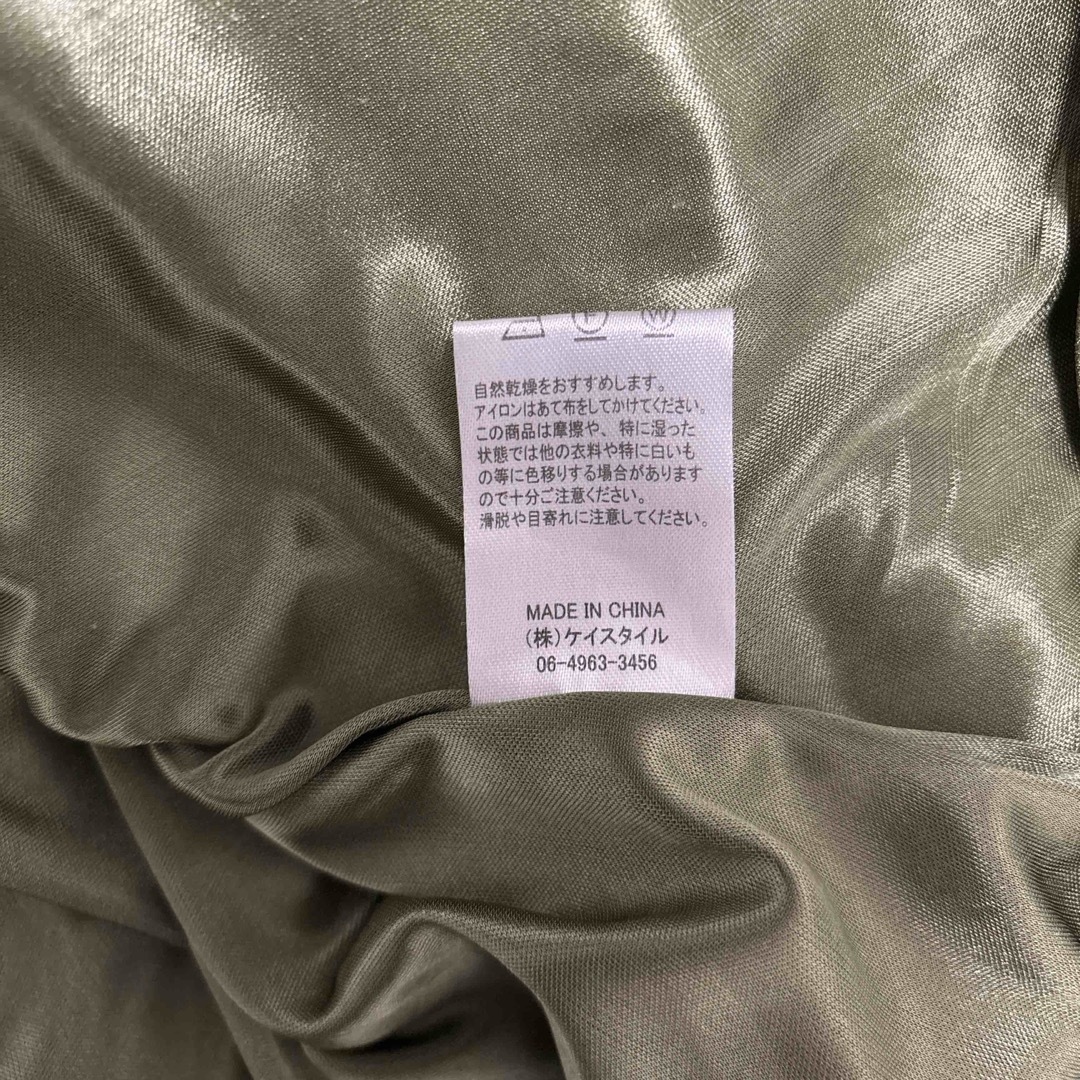 F W
自然乾燥をおすすめします。
アイロンはあて布をしてかけてください。
この商品は摩擦や、特に湿った
状態では他の衣料や特に白いも
の等に色移りする場合があります
ので十分ご注意ください。
滑脱や目寄れに注意してください。
MADE IN CHINA
(株)ケイスタイル
06-4963-3456